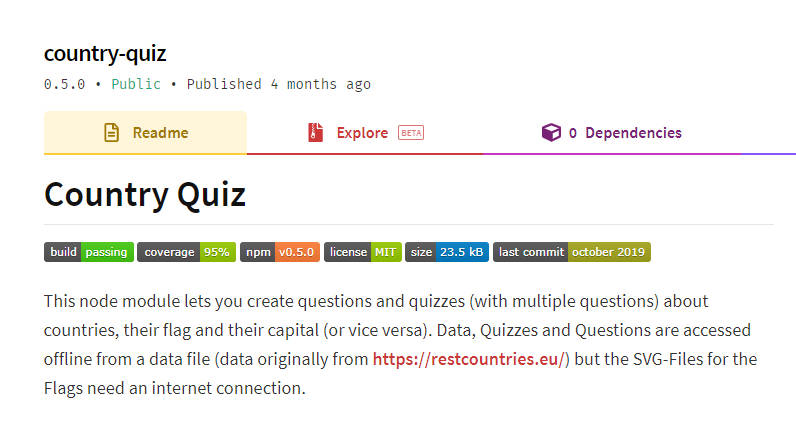 country-quiz
0.5.0 • Public • Published 4 months ago
Readme
Explore BETA
0 Dependencies
Country Quiz
build passing coverage 95% npm v0.5.0 license MIT size 23.5 kB last commit october 2019
This node module lets you create questions and quizzes (with multiple questions) about
countries, their flag and their capital (or vice versa). Data, Quizzes and Questions are accessed
offline from a data file (data originally from https://restcountries.eu/) but the SVG-Files for the
Flags need an internet connection.